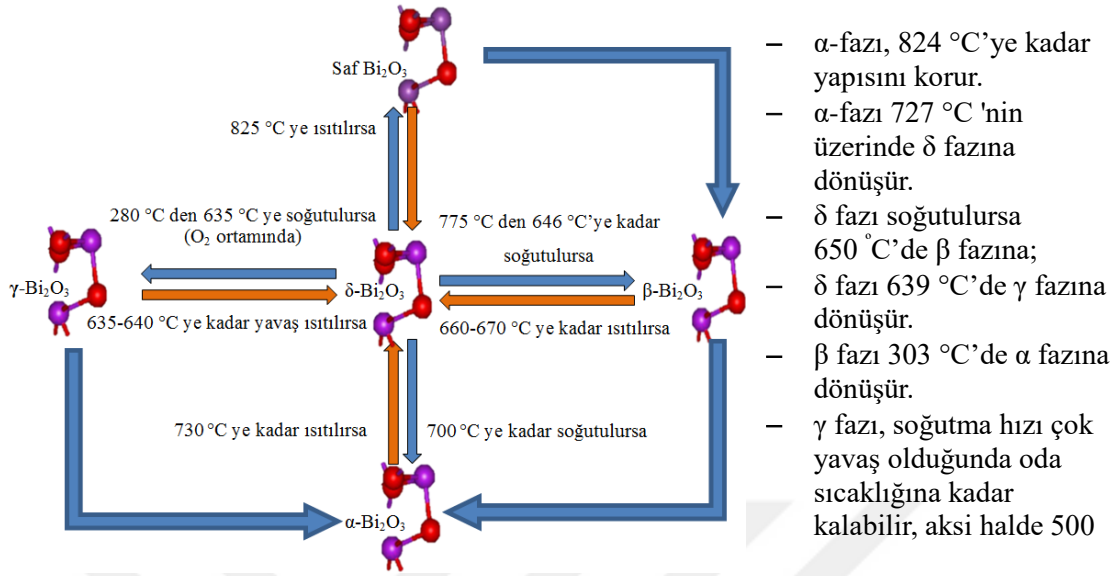 Saf Bi₂O₃
825 °C ye ısıtılırsa
280 °C den 635 °C ye soğutulursa
(O₂ ortamında)
775 °C den 646 °C’ye kadar
soğutulursa
γ-Bi₂O₃
δ-Bi₂O₃
β-Bi₂O₃
635-640 °C ye kadar yavaş ısıtılırsa
660-670 °C ye kadar ısıtılırsa
730 °C ye kadar ısıtılırsa
700 °C ye kadar soğutulursa
α-Bi₂O₃
– α-fazı, 824 °C’ye kadar
yapısını korur.
– α-fazı 727 °C 'nin
üzerinde δ fazına
dönüşür.
– δ fazı soğutulursa
650 °C’de β fazına;
– δ fazı 639 °C’de γ fazına
dönüşür.
– β fazı 303 °C’de α fazına
dönüşür.
– γ fazı, soğutma hızı çok
yavaş olduğunda oda
sıcaklığına kadar
kalabilir, aksi halde 500